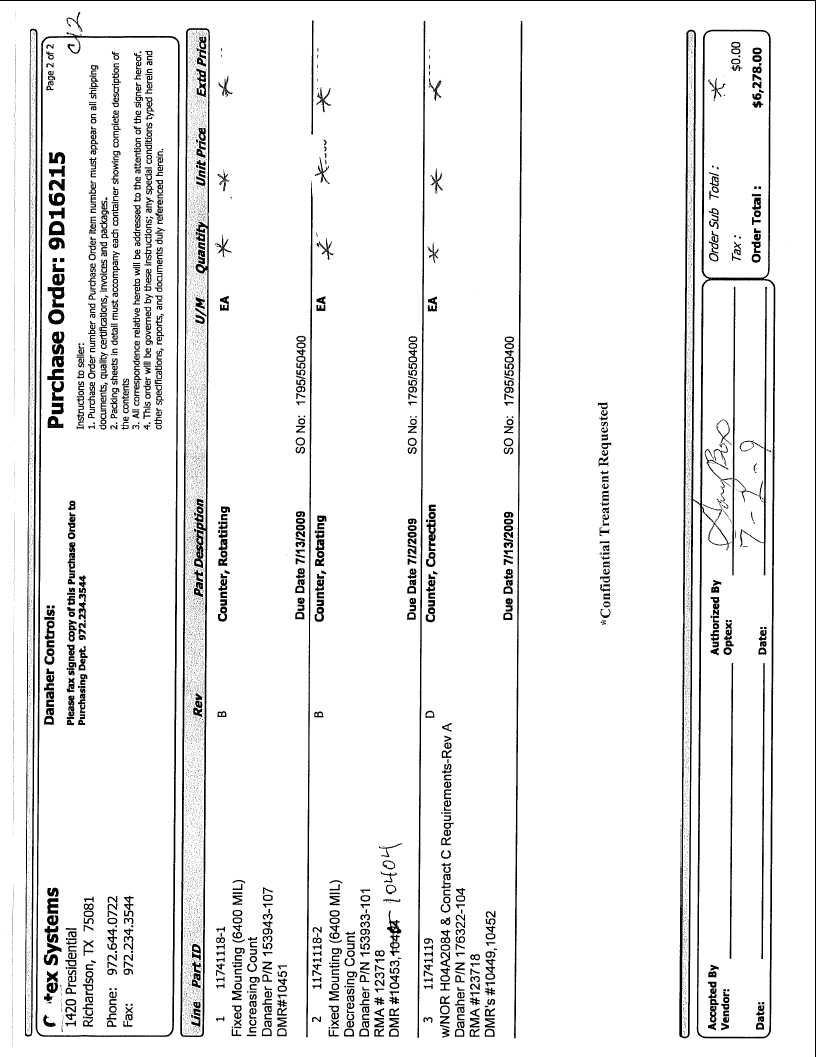 tex Systems
1420 Presidential
Richardson, TX 75081
Phone: 972.644.0722
Fax: 972.234.3544
Danaher Controls:
Please fax signed copy of this Purchase Order to
Purchasing Dept. 972.234.3544
Purchase Order: 9D16215
Page 2 of 2
Instructions to seller:
1. Purchase Order number and Purchase Order item number must appear on all shipping
documents, quality certifications, invoices and packages.
2. Packing sheets in detail must accompany each container showing complete description of
the contents
3. All correspondence relative hereto will be addressed to the attention of the signer hereof.
4. This order will be governed by these instructions; any special conditions typed herein and
other specifications, reports, and documents duly referenced herein.
Line Part ID Rev Part Description U/M Quantity Unit Price Extd Price
1 11741118-1 B Counter, Rotatiting EA * * *
Fixed Mounting (6400 MIL)
Increasing Count
Danaher P/N 153943-107
DMR#10451
Due Date 7/13/2009 SO No: 1795/550400
2 11741118-2 B Counter, Rotating EA * * *
Fixed Mounting (6400 MIL)
Decreasing Count
Danaher P/N 153933-101
RMA # 123718
DMR #10453, 10404
Due Date 7/2/2009 SO No: 1795/550400
3 11741119 D Counter, Correction EA * * *
w/NOR H04A2084 & Contract C Requirements-Rev A
Danaher P/N 176322-104
RMA #123718
DMR's #10449,10452
Due Date 7/13/2009 SO No: 1795/550400
*Confidential Treatment Requested
Accepted By
Vendor:
Date:
Authorized By
Optex:
Date: 7-2-9
Order Sub Total: *
Tax: $0.00
Order Total: $6,278.00